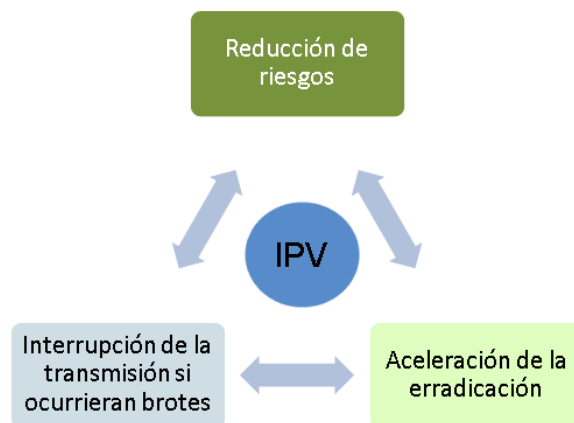 Reducción de
riesgos
IPV
Interrupción de la
transmisión si
ocurrieran brotes
Aceleración de la
erradicación